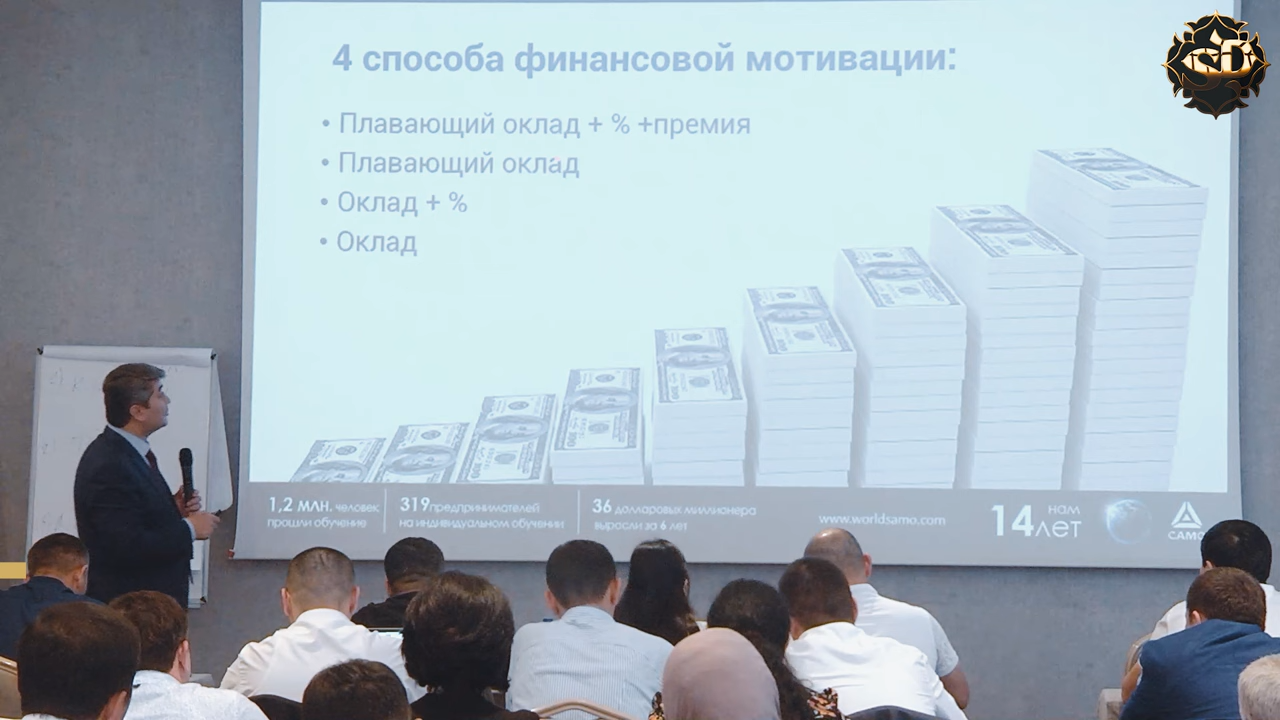 4 способа финансовой мотивации:
• Плавающий оклад + % +премия
• Плавающий оклад
• Оклад + %
• Оклад
1,2 МЛН. человек
прошли обучение
319 предпринимателей
на индивидуальном обучении
36 долларовых миллионера
выросли за 6 лет
www.worldsamo.com
14 лет
нам
САМО
SD